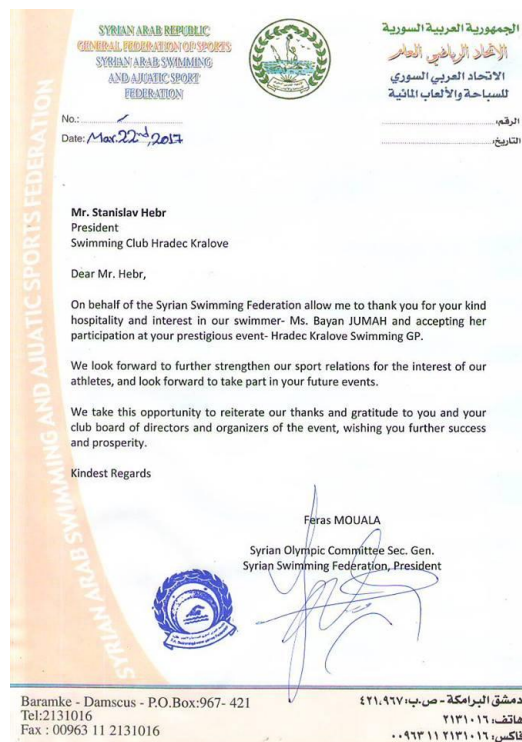 SYRIAN ARAB REPUBLIC
GENERAL FEDERATION OF SPORTS
SYRIAN ARAB SWIMMING
AND AJUATIC SPORT
FEDERATION
الجمهورية العربية السورية
الاتحاد الرياضي العام
الاتحاد العربي السوري
للسباحة والألعاب المائية
No.:
Date: Mar. 22nd, 2017
الرقم:
التاريخ:
SYRIAN ARAB SWIMMING AND AJUATIC SPORTS FEDERATION
Mr. Stanislav Hebr
President
Swimming Club Hradec Kralove
Dear Mr. Hebr,
On behalf of the Syrian Swimming Federation allow me to thank you for your kind
hospitality and interest in our swimmer- Ms. Bayan JUMAH and accepting her
participation at your prestigious event- Hradec Kralove Swimming GP.
We look forward to further strengthen our sport relations for the interest of our
athletes, and look forward to take part in your future events.
We take this opportunity to reiterate our thanks and gratitude to you and your
club board of directors and organizers of the event, wishing you further success
and prosperity.
Kindest Regards
Feras MOUALA
Syrian Olympic Committee Sec. Gen.
Syrian Swimming Federation, President
Baramke - Damscus - P.O.Box:967- 421
Tel:2131016
Fax : 00963 11 2131016
دمشق البرامكة - ص.ب: ٤٢١،٩٦٧
هاتف: ٢١٣١٠١٦
فاكس: ٢١٣١٠١٦ ١١ ٠٠٩٦٣